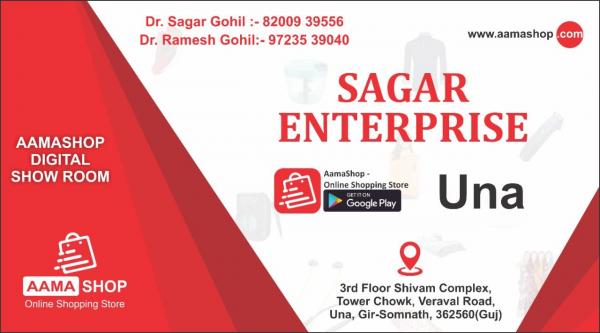 Dr. Sagar Gohil :- 82009 39556
Dr. Ramesh Gohil:- 97235 39040
www.aamashop .com
SAGAR
ENTERPRISE
AAMASHOP
DIGITAL
SHOW ROOM
AamaShop -
Online Shopping Store
GET IT ON
Google Play
Una
AAMA SHOP
Online Shopping Store
3rd Floor Shivam Complex,
Tower Chowk, Veraval Road,
Una, Gir-Somnath, 362560(Guj)